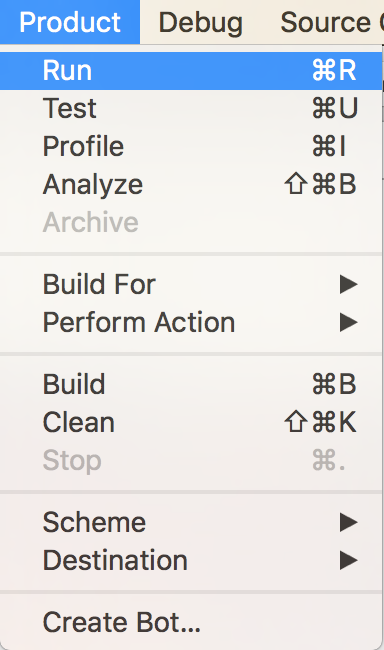 Product Debug Source
Run ⌘R
Test ⌘U
Profile ⌘I
Analyze ⇧⌘B
Archive
Build For ▶
Perform Action ▶
Build ⌘B
Clean ⇧⌘K
Stop ⌘.
Scheme ▶
Destination ▶
Create Bot...